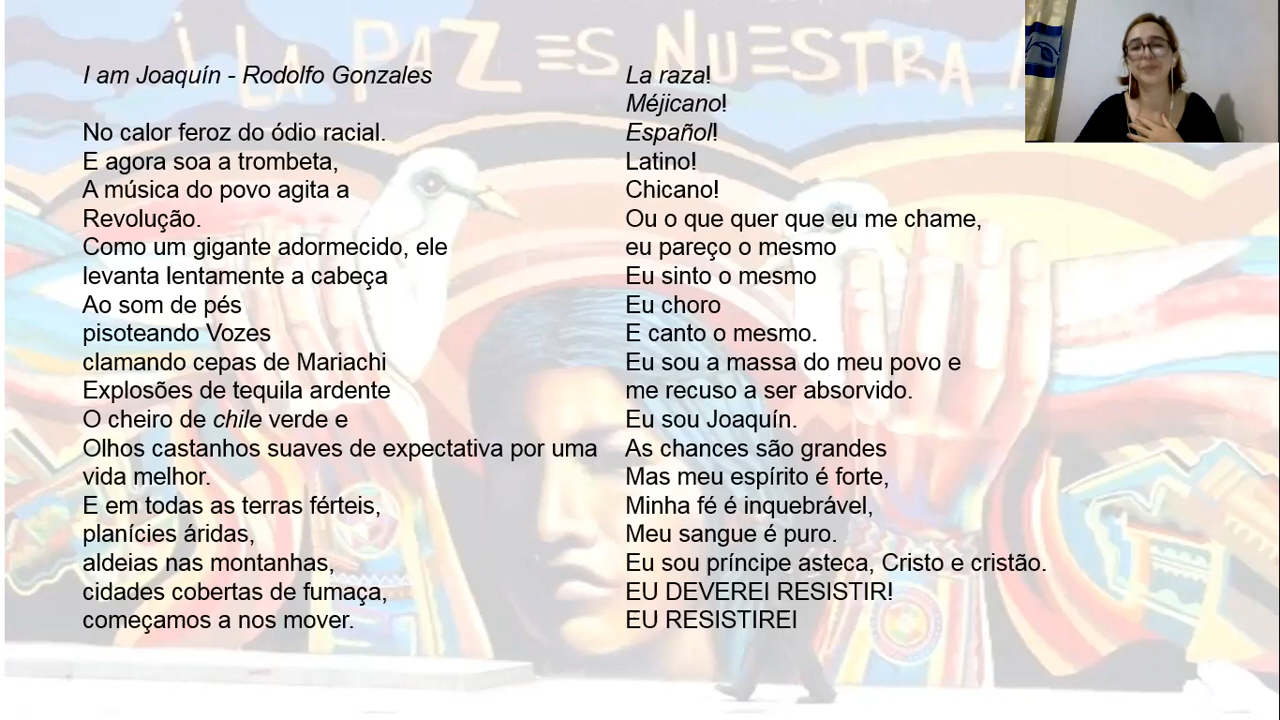 ¡ LA PAZ ES NUESTRA
I am Joaquín - Rodolfo Gonzales
No calor feroz do ódio racial.
E agora soa a trombeta,
A música do povo agita a
Revolução.
Como um gigante adormecido, ele
levanta lentamente a cabeça
Ao som de pés
pisoteando Vozes
clamando cepas de Mariachi
Explosões de tequila ardente
O cheiro de chile verde e
Olhos castanhos suaves de expectativa por uma
vida melhor.
E em todas as terras férteis,
planícies áridas,
aldeias nas montanhas,
cidades cobertas de fumaça,
começamos a nos mover.
La raza!
Méjicano!
Español!
Latino!
Chicano!
Ou o que quer que eu me chame,
eu pareço o mesmo
Eu sinto o mesmo
Eu choro
E canto o mesmo.
Eu sou a massa do meu povo e
me recuso a ser absorvido.
Eu sou Joaquín.
As chances são grandes
Mas meu espírito é forte,
Minha fé é inquebrável,
Meu sangue é puro.
Eu sou príncipe asteca, Cristo e cristão.
EU DEVEREI RESISTIR!
EU RESISTIREI